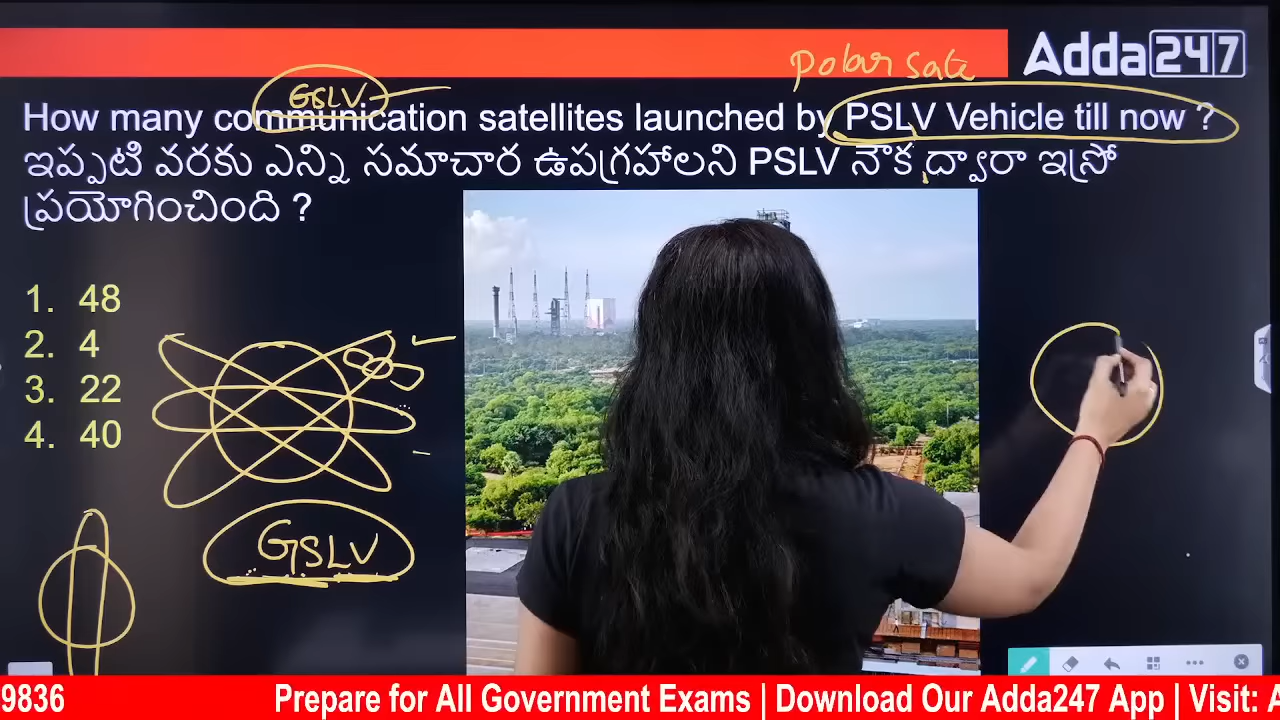 polar sate
Adda247
GSLV
How many communication satellites launched by PSLV Vehicle till now ?
ఇప్పటి వరకు ఎన్ని సమాచార ఉపగ్రహాలని PSLV నౌక ద్వారా ఇస్రో
ప్రయోగించింది ?
1. 48
2. 4
3. 22
4. 40
GSLV
9836 Prepare for All Government Exams | Download Our Adda247 App | Visit: A